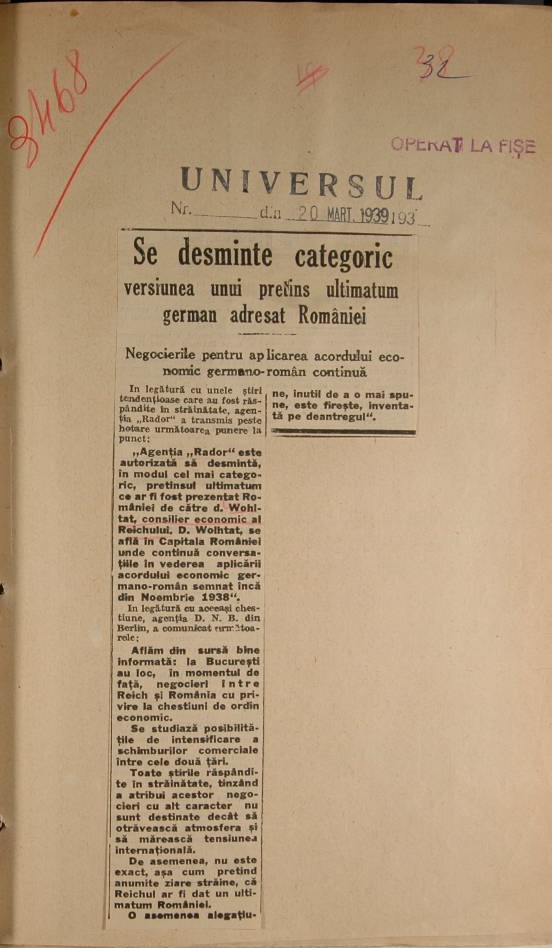 8468
19
38
32
OPERAT LA FIȘE
UNIVERSUL
Nr. din 20 MART. 1939 193
Se desminte categoric
versiunea unui pretins ultimatum
german adresat României
Negocierile pentru aplicarea acordului eco-
nomic germano-român continuă
In legătură cu unele știri
tendențioase care au fost răs-
pândite în străinătate, agen-
ția „Rador" a transmis peste
hotare următoarea punere la
punct:
„Agenția „Rador" este
autorizată să desmintă,
în modul cel mai catego-
ric, pretinsul ultimatum
ce ar fi fost prezentat Ro-
mâniei de către d. Wohl-
tat, consilier economic al
Reichului. D. Wolhtat, se
află în Capitala României
unde continuă conversa-
țiile în vederea aplicării
acordului economic ger-
mano-român semnat încă
din Noembrie 1938".
In legătură cu aceeași ches-
tiune, agenția D. N. B. din
Berlin, a comunicat următoa-
rele:
Aflăm din sursă bine
informată: la București
au loc, în momentul de
față, negocieri între
Reich și România cu pri-
vire la chestiuni de ordin
economic.
Se studiază posibilită-
țile de intensificare a
schimburilor comerciale
între cele două țări.
Toate știrile răspândi-
te în străinătate, tinzând
a atribui acestor nego-
cieri cu alt caracter nu
sunt destinate decât să
otrăvească atmosfera și
să mărească tensiunea
internațională.
De asemenea, nu este
exact, așa cum pretind
anumite ziare străine, că
Reichul ar fi dat un ulti-
matum României.
O asemenea alegațiu-
ne, inutil de a o mai spu-
ne, este firește, inventa-
tă pe deantregul".